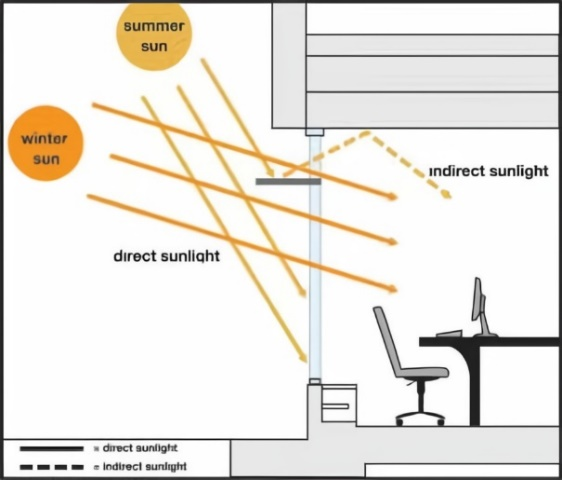 summer
sun
winter
sun
indirect sunlight
direct sunlight
= direct sunlight
= indirect sunlight